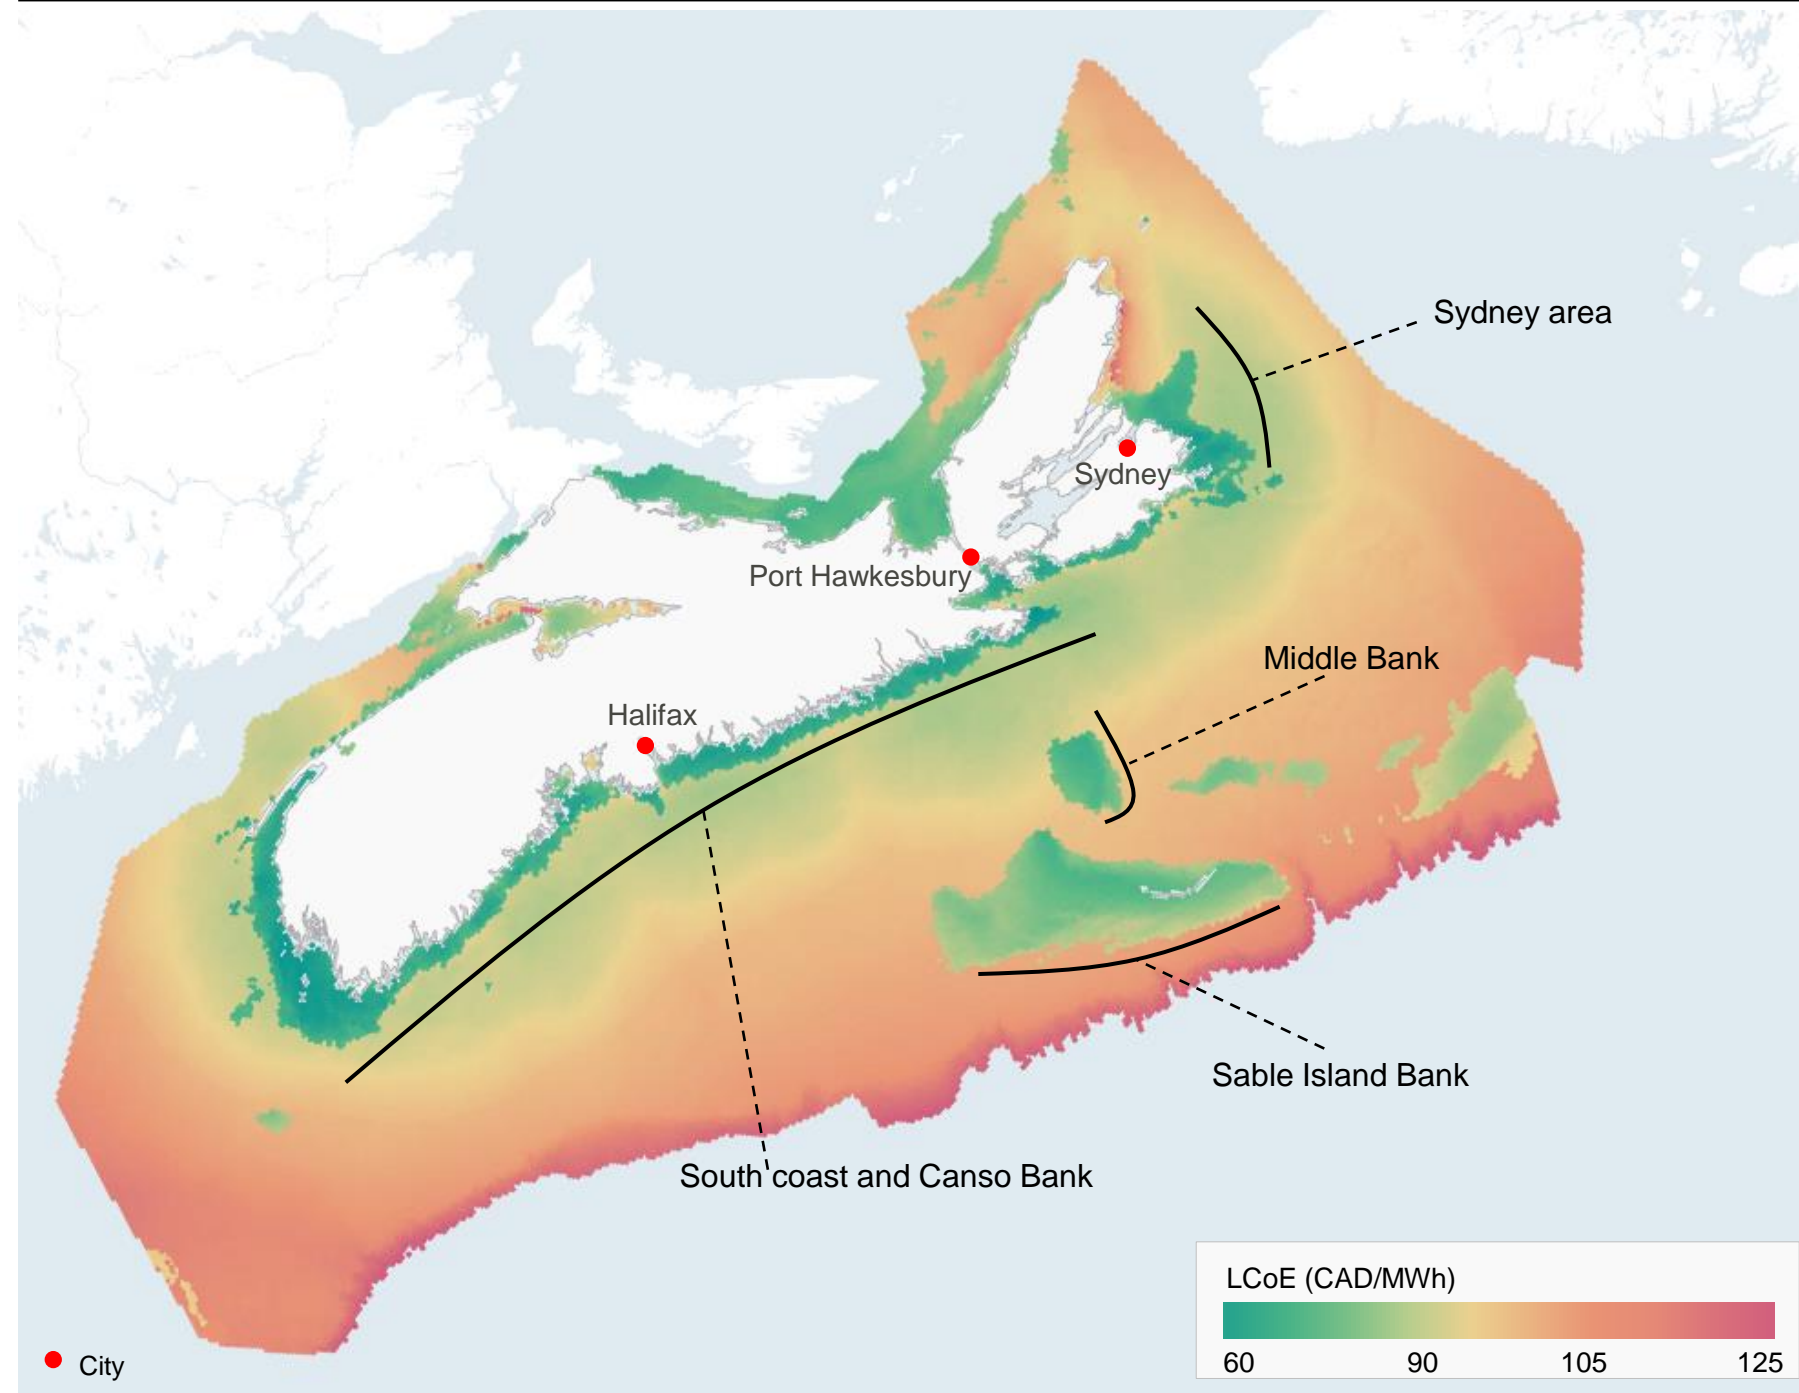 Sydney area
Sydney
Port Hawkesbury
Middle Bank
Halifax
Sable Island Bank
South coast and Canso Bank
LCoE (CAD/MWh)
60 90 105 125
City